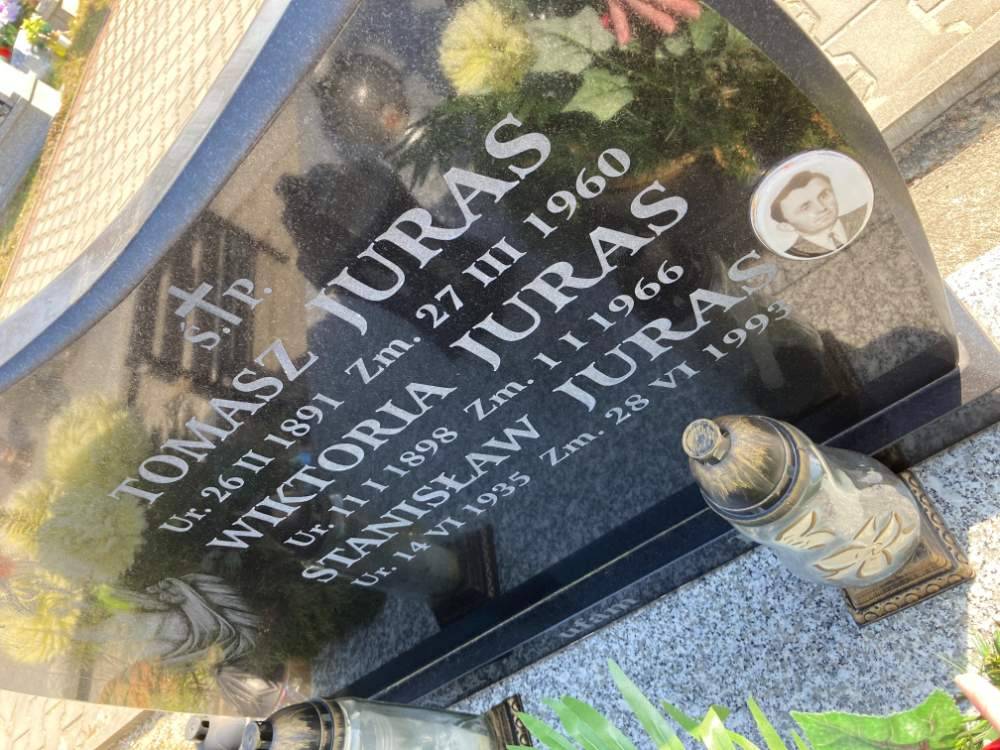 Ś. P.
TOMASZ JURAS
Ur. 26 II 1891 Zm. 27 III 1960
WIKTORIA JURAS
Ur. 11 I 1898 Zm. 1 I 1966
STANISŁAW JURAS
Ur. 14 VI 1935 Zm. 28 VI 1993